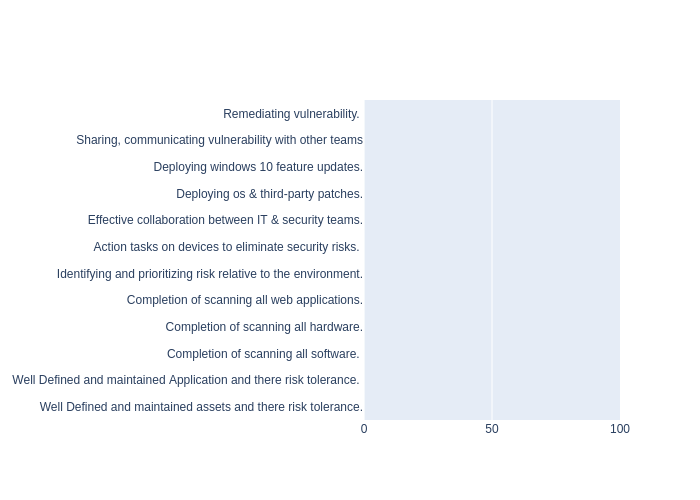 Remediating vulnerability.
Sharing, communicating vulnerability with other teams
Deploying windows 10 feature updates.
Deploying os & third-party patches.
Effective collaboration between IT & security teams.
Action tasks on devices to eliminate security risks.
Identifying and prioritizing risk relative to the environment.
Completion of scanning all web applications.
Completion of scanning all hardware.
Completion of scanning all software.
Well Defined and maintained Application and there risk tolerance.
Well Defined and maintained assets and there risk tolerance.
0 50 100